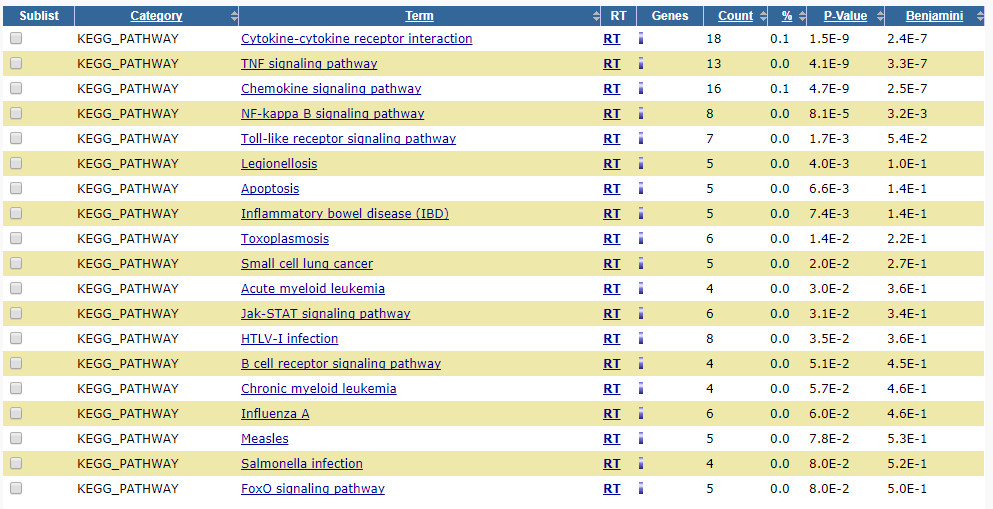 Sublist Category Term RT Genes Count % P-Value Benjamini
KEGG_PATHWAY Cytokine-cytokine receptor interaction RT 18 0.1 1.5E-9 2.4E-7
KEGG_PATHWAY TNF signaling pathway RT 13 0.0 4.1E-9 3.3E-7
KEGG_PATHWAY Chemokine signaling pathway RT 16 0.1 4.7E-9 2.5E-7
KEGG_PATHWAY NF-kappa B signaling pathway RT 8 0.0 8.1E-5 3.2E-3
KEGG_PATHWAY Toll-like receptor signaling pathway RT 7 0.0 1.7E-3 5.4E-2
KEGG_PATHWAY Legionellosis RT 5 0.0 4.0E-3 1.0E-1
KEGG_PATHWAY Apoptosis RT 5 0.0 6.6E-3 1.4E-1
KEGG_PATHWAY Inflammatory bowel disease (IBD) RT 5 0.0 7.4E-3 1.4E-1
KEGG_PATHWAY Toxoplasmosis RT 6 0.0 1.4E-2 2.2E-1
KEGG_PATHWAY Small cell lung cancer RT 5 0.0 2.0E-2 2.7E-1
KEGG_PATHWAY Acute myeloid leukemia RT 4 0.0 3.0E-2 3.6E-1
KEGG_PATHWAY Jak-STAT signaling pathway RT 6 0.0 3.1E-2 3.4E-1
KEGG_PATHWAY HTLV-I infection RT 8 0.0 3.5E-2 3.6E-1
KEGG_PATHWAY B cell receptor signaling pathway RT 4 0.0 5.1E-2 4.5E-1
KEGG_PATHWAY Chronic myeloid leukemia RT 4 0.0 5.7E-2 4.6E-1
KEGG_PATHWAY Influenza A RT 6 0.0 6.0E-2 4.6E-1
KEGG_PATHWAY Measles RT 5 0.0 7.8E-2 5.3E-1
KEGG_PATHWAY Salmonella infection RT 4 0.0 8.0E-2 5.2E-1
KEGG_PATHWAY FoxO signaling pathway RT 5 0.0 8.0E-2 5.0E-1